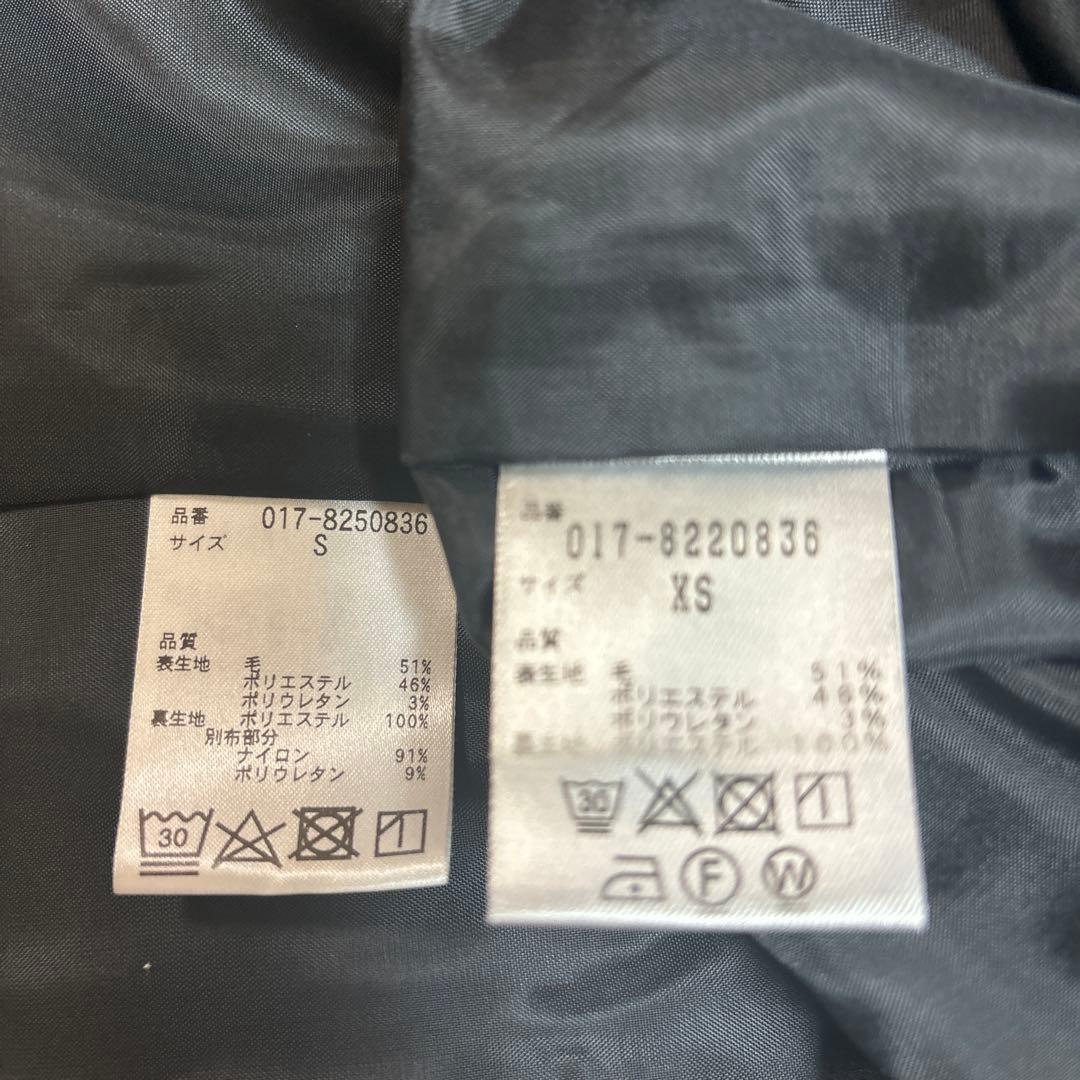 品番 017-8250836
サイズ S
品質
表生地 毛 51%
ポリエステル 46%
ポリウレタン 3%
裏生地 ポリエステル 100%
別布部分
ナイロン 91%
ポリウレタン 9%
30
品番
017-8220836
サイズ XS
品質
表生地 毛 51%
ポリエステル 46%
ポリウレタン 3%
裏生地 ポリエステル 100%
30
F W